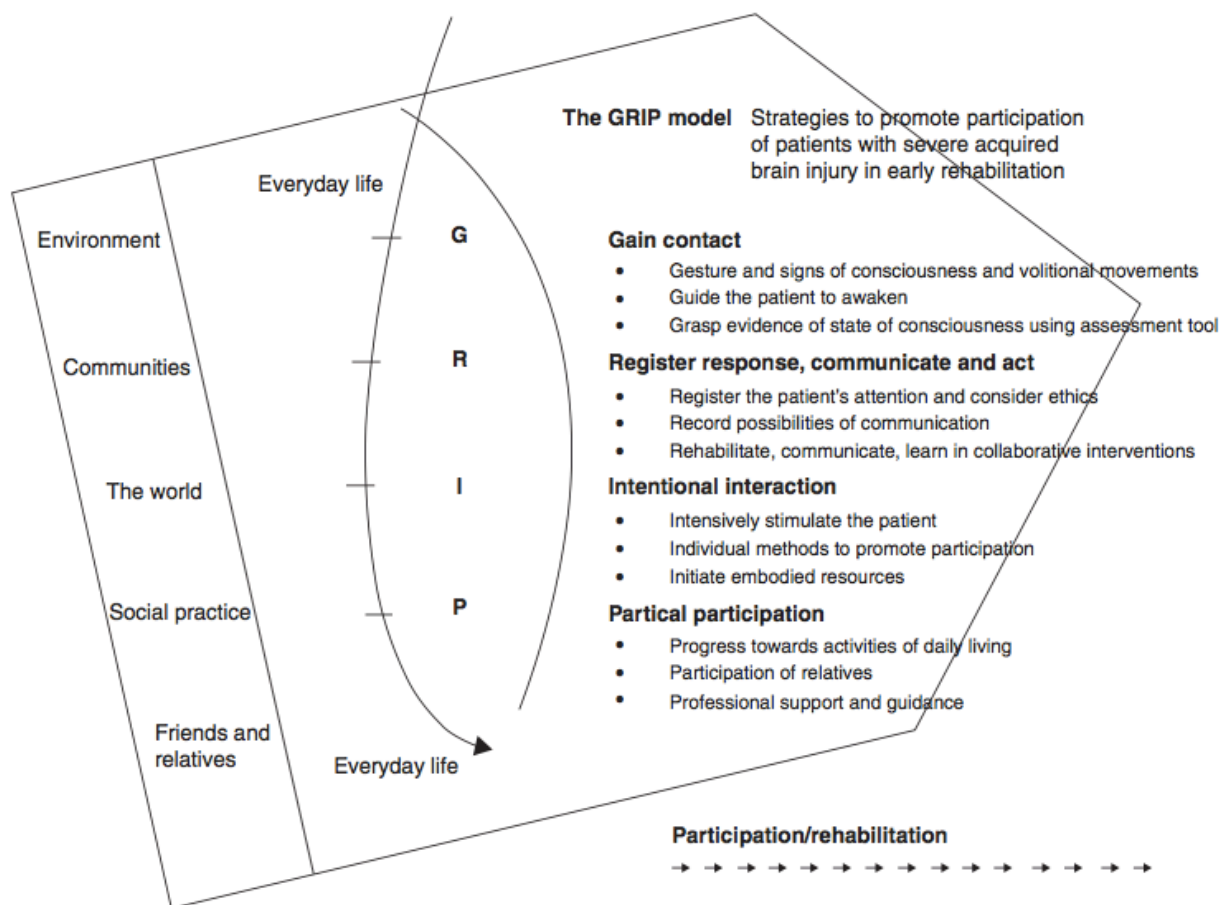 The GRIP model Strategies to promote participation
of patients with severe acquired
brain injury in early rehabilitation
Everyday life
Environment
G
Gain contact
• Gesture and signs of consciousness and volitional movements
• Guide the patient to awaken
• Grasp evidence of state of consciousness using assessment tool
Communities
R
Register response, communicate and act
• Register the patient's attention and consider ethics
• Record possibilities of communication
• Rehabilitate, communicate, learn in collaborative interventions
The world
I
Intentional interaction
• Intensively stimulate the patient
• Individual methods to promote participation
• Initiate embodied resources
Social practice
P
Partical participation
• Progress towards activities of daily living
• Participation of relatives
• Professional support and guidance
Friends and
relatives
Everyday life
Participation/rehabilitation